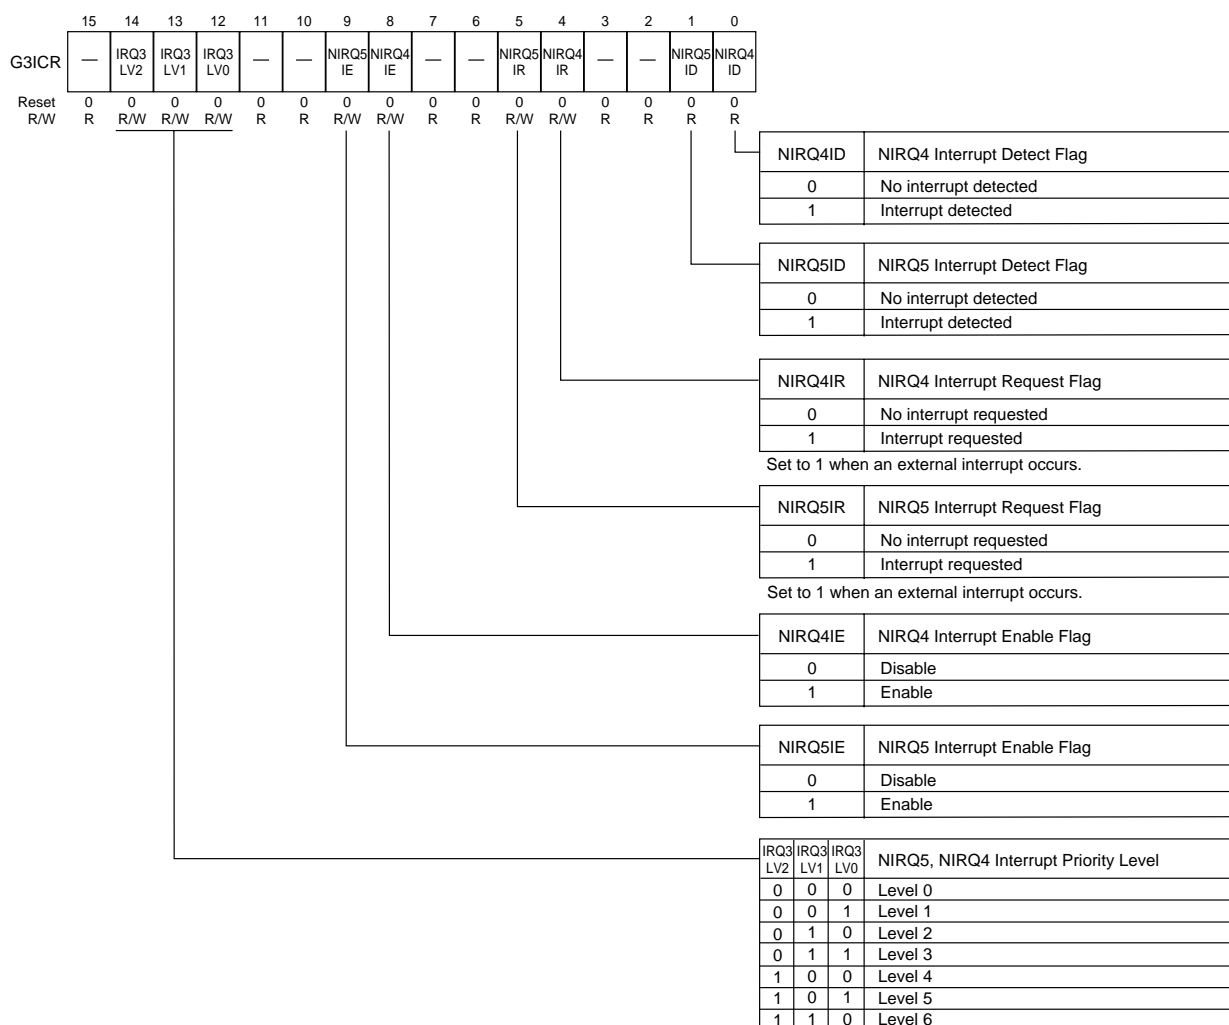 15 14 13 12 11 10 9 8 7 6 5 4 3 2 1 0
G3ICR — IRQ3 LV2 IRQ3 LV1 IRQ3 LV0 — — NIRQ5 IE NIRQ4 IE — — NIRQ5 IR NIRQ4 IR — — NIRQ5 ID NIRQ4 ID
Reset 0 0 0 0 0 0 0 0 0 0 0 0 0 0 0 0
R/W R R/W R/W R/W R R R/W R/W R R R/W R/W R R R R
NIRQ4ID NIRQ4 Interrupt Detect Flag
0 No interrupt detected
1 Interrupt detected
NIRQ5ID NIRQ5 Interrupt Detect Flag
0 No interrupt detected
1 Interrupt detected
NIRQ4IR NIRQ4 Interrupt Request Flag
0 No interrupt requested
1 Interrupt requested
Set to 1 when an external interrupt occurs.
NIRQ5IR NIRQ5 Interrupt Request Flag
0 No interrupt requested
1 Interrupt requested
Set to 1 when an external interrupt occurs.
NIRQ4IE NIRQ4 Interrupt Enable Flag
0 Disable
1 Enable
NIRQ5IE NIRQ5 Interrupt Enable Flag
0 Disable
1 Enable
IRQ3 LV2 IRQ3 LV1 IRQ3 LV0 NIRQ5, NIRQ4 Interrupt Priority Level
0 0 0 Level 0
0 0 1 Level 1
0 1 0 Level 2
0 1 1 Level 3
1 0 0 Level 4
1 0 1 Level 5
1 1 0 Level 6